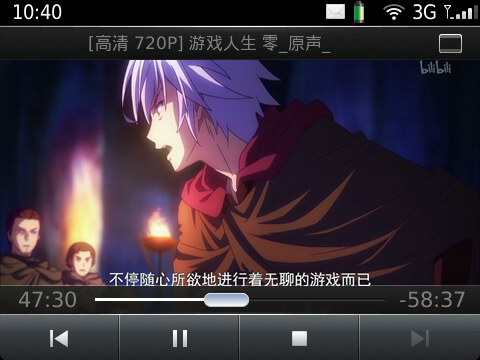 10:40
3G
[高清 720P] 游戏人生 零_原声_
bilibili
不停随心所欲地进行着无聊的游戏而已
47:30
-58:37